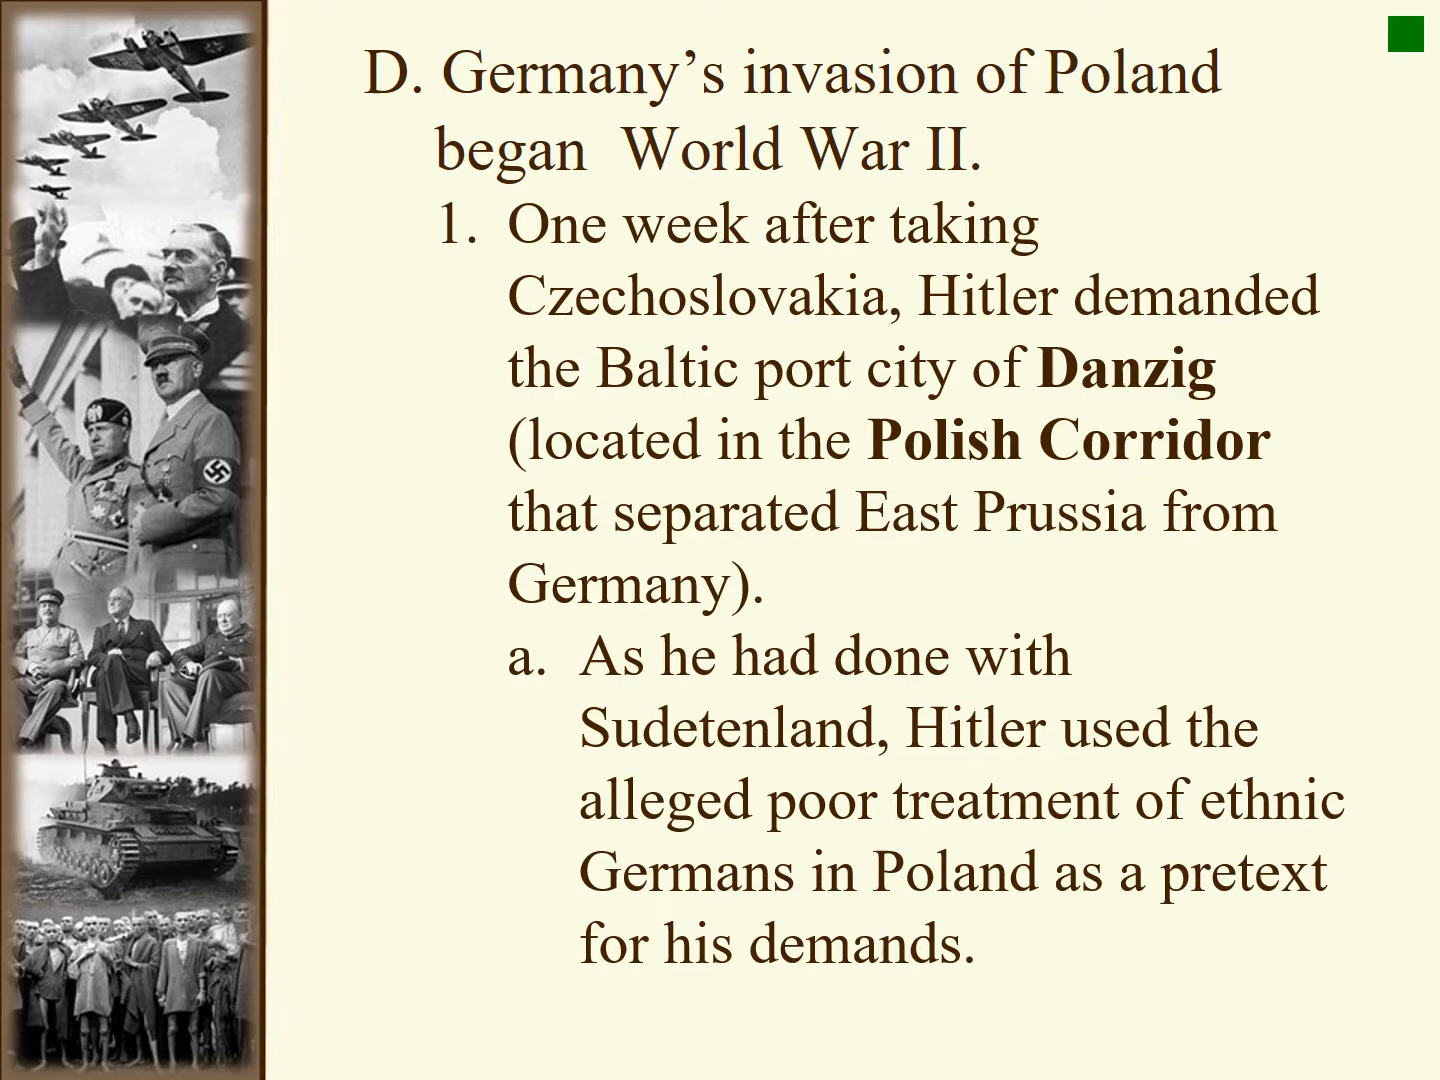 D. Germany’s invasion of Poland
began  World War II.
1. One week after taking
Czechoslovakia, Hitler demanded
the Baltic port city of Danzig
(located in the Polish Corridor
that separated East Prussia from
Germany).
a. As he had done with
Sudetenland, Hitler used the
alleged poor treatment of ethnic
Germans in Poland as a pretext
for his demands.